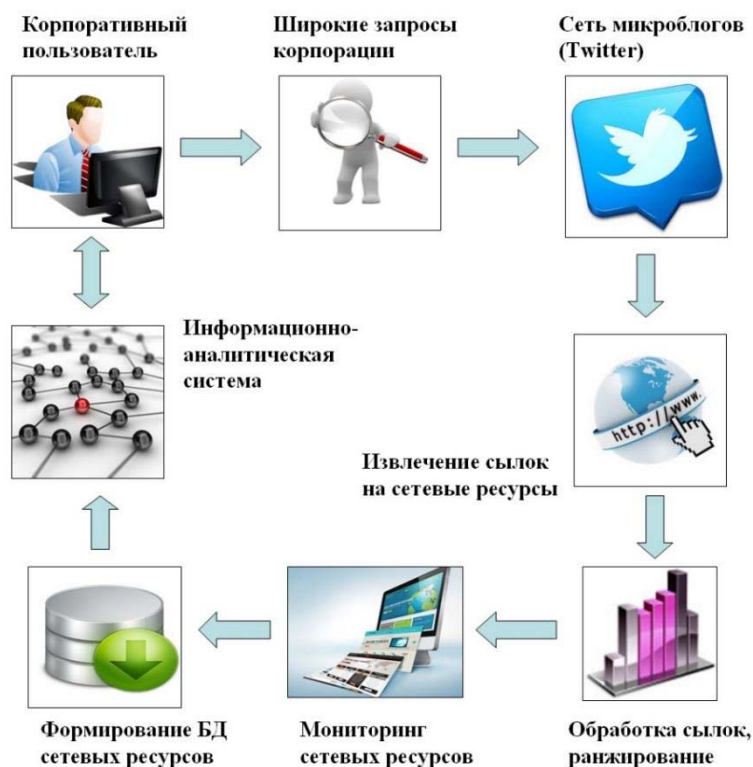 Корпоративный
пользователь
Широкие запросы
корпорации
Сеть микроблогов
(Twitter)
Информационно-
аналитическая
система
http://www.
Извлечение сылок
на сетевые ресурсы
Формирование БД
сетевых ресурсов
Мониторинг
сетевых ресурсов
Обработка сылок,
ранжирование